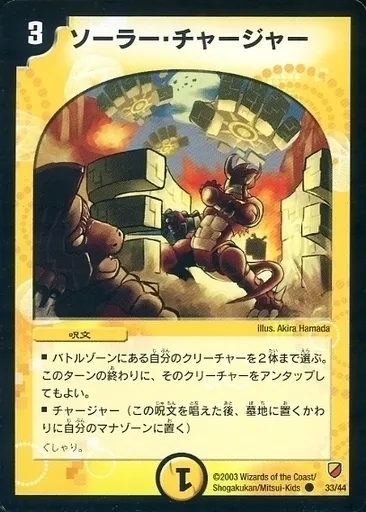 3 ソーラー・チャージャー
illus. Akira Hamada
呪文
■ バトルゾーンにある自分のクリーチャーを2体まで選ぶ。
このターンの終わりに、そのクリーチャーをアンタップし
てもよい。
■ チャージャー（この呪文を唱えた後、墓地に置くかわ
りに自分のマナゾーンに置く）
ぐしゃり。
1
©2003 Wizards of the Coast/
Shogakukan/Mitsui-Kids ● 33/44